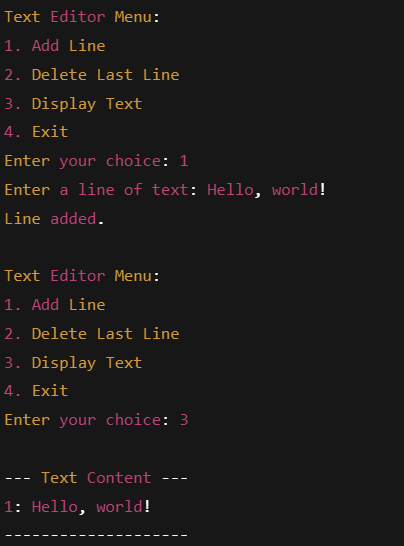 Text Editor Menu:
1. Add Line
2. Delete Last Line
3. Display Text
4. Exit
Enter your choice: 1
Enter a line of text: Hello, world!
Line added.
Text Editor Menu:
1. Add Line
2. Delete Last Line
3. Display Text
4. Exit
Enter your choice: 3
--- Text Content ---
1: Hello, world!
--------------------